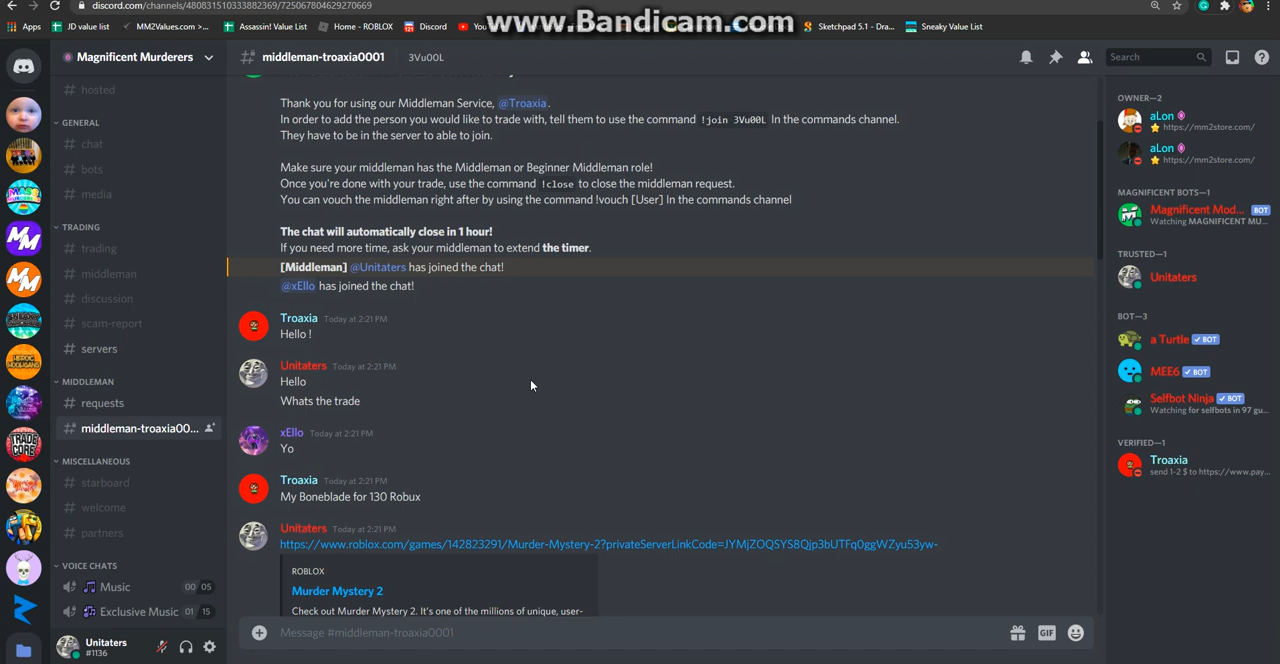 discord.com/channels/480831510333882369/725067804629270669
www.Bandicam.com
Apps
JD value list
MM2Values.com >...
Assassin! Value List
Home - ROBLOX
Discord
Sketchpad 5.1 - Dra...
Sneaky Value List
Magnificent Murderers
middleman-troaxia0001
3Vu00L
Search
# hosted
GENERAL
# chat
# bots
# media
TRADING
# trading
# middleman
# discussion
# scam-report
# servers
MIDDLEMAN
# requests
# middleman-troaxia00...
MISCELLANEOUS
# starboard
# welcome
# partners
VOICE CHATS
Music
00 05
Exclusive Music
01 15
Unitaters
#1136
Thank you for using our Middleman Service, @Troaxia.
In order to add the person you would like to trade with, tell them to use the command !join 3Vu00L In the commands channel.
They have to be in the server to able to join.
Make sure your middleman has the Middleman or Beginner Middleman role!
Once you're done with your trade, use the command !close to close the middleman request.
You can vouch the middleman right after by using the command !vouch [User] In the commands channel
The chat will automatically close in 1 hour!
If you need more time, ask your middleman to extend the timer.
[Middleman] @Unitaters has joined the chat!
@xEllo has joined the chat!
Troaxia Today at 2:21 PM
Hello !
Unitaters Today at 2:21 PM
Hello
Whats the trade
xEllo Today at 2:21 PM
Yo
Troaxia Today at 2:21 PM
My Boneblade for 130 Robux
Unitaters Today at 2:21 PM
https://www.roblox.com/games/142823291/Murder-Mystery-2?privateServerLinkCode=JYMjZOQSYS8Qjp3bUTFq0ggWZyu53yw-
ROBLOX
Murder Mystery 2
Check out Murder Mystery 2. It's one of the millions of unique, user-
Message #middleman-troaxia0001
GIF
OWNER—2
aLon
https://mm2store.com/
aLon
https://mm2store.com/
MAGNIFICENT BOTS—1
Magnificent Mod... BOT
Watching MAGNIFICENT MU...
TRUSTED—1
Unitaters
BOT—3
a Turtle BOT
MEE6 BOT
Selfbot Ninja BOT
Watching for selfbots in 97 gu...
VERIFIED—1
Troaxia
send 1-2 $ to https://www.pay...